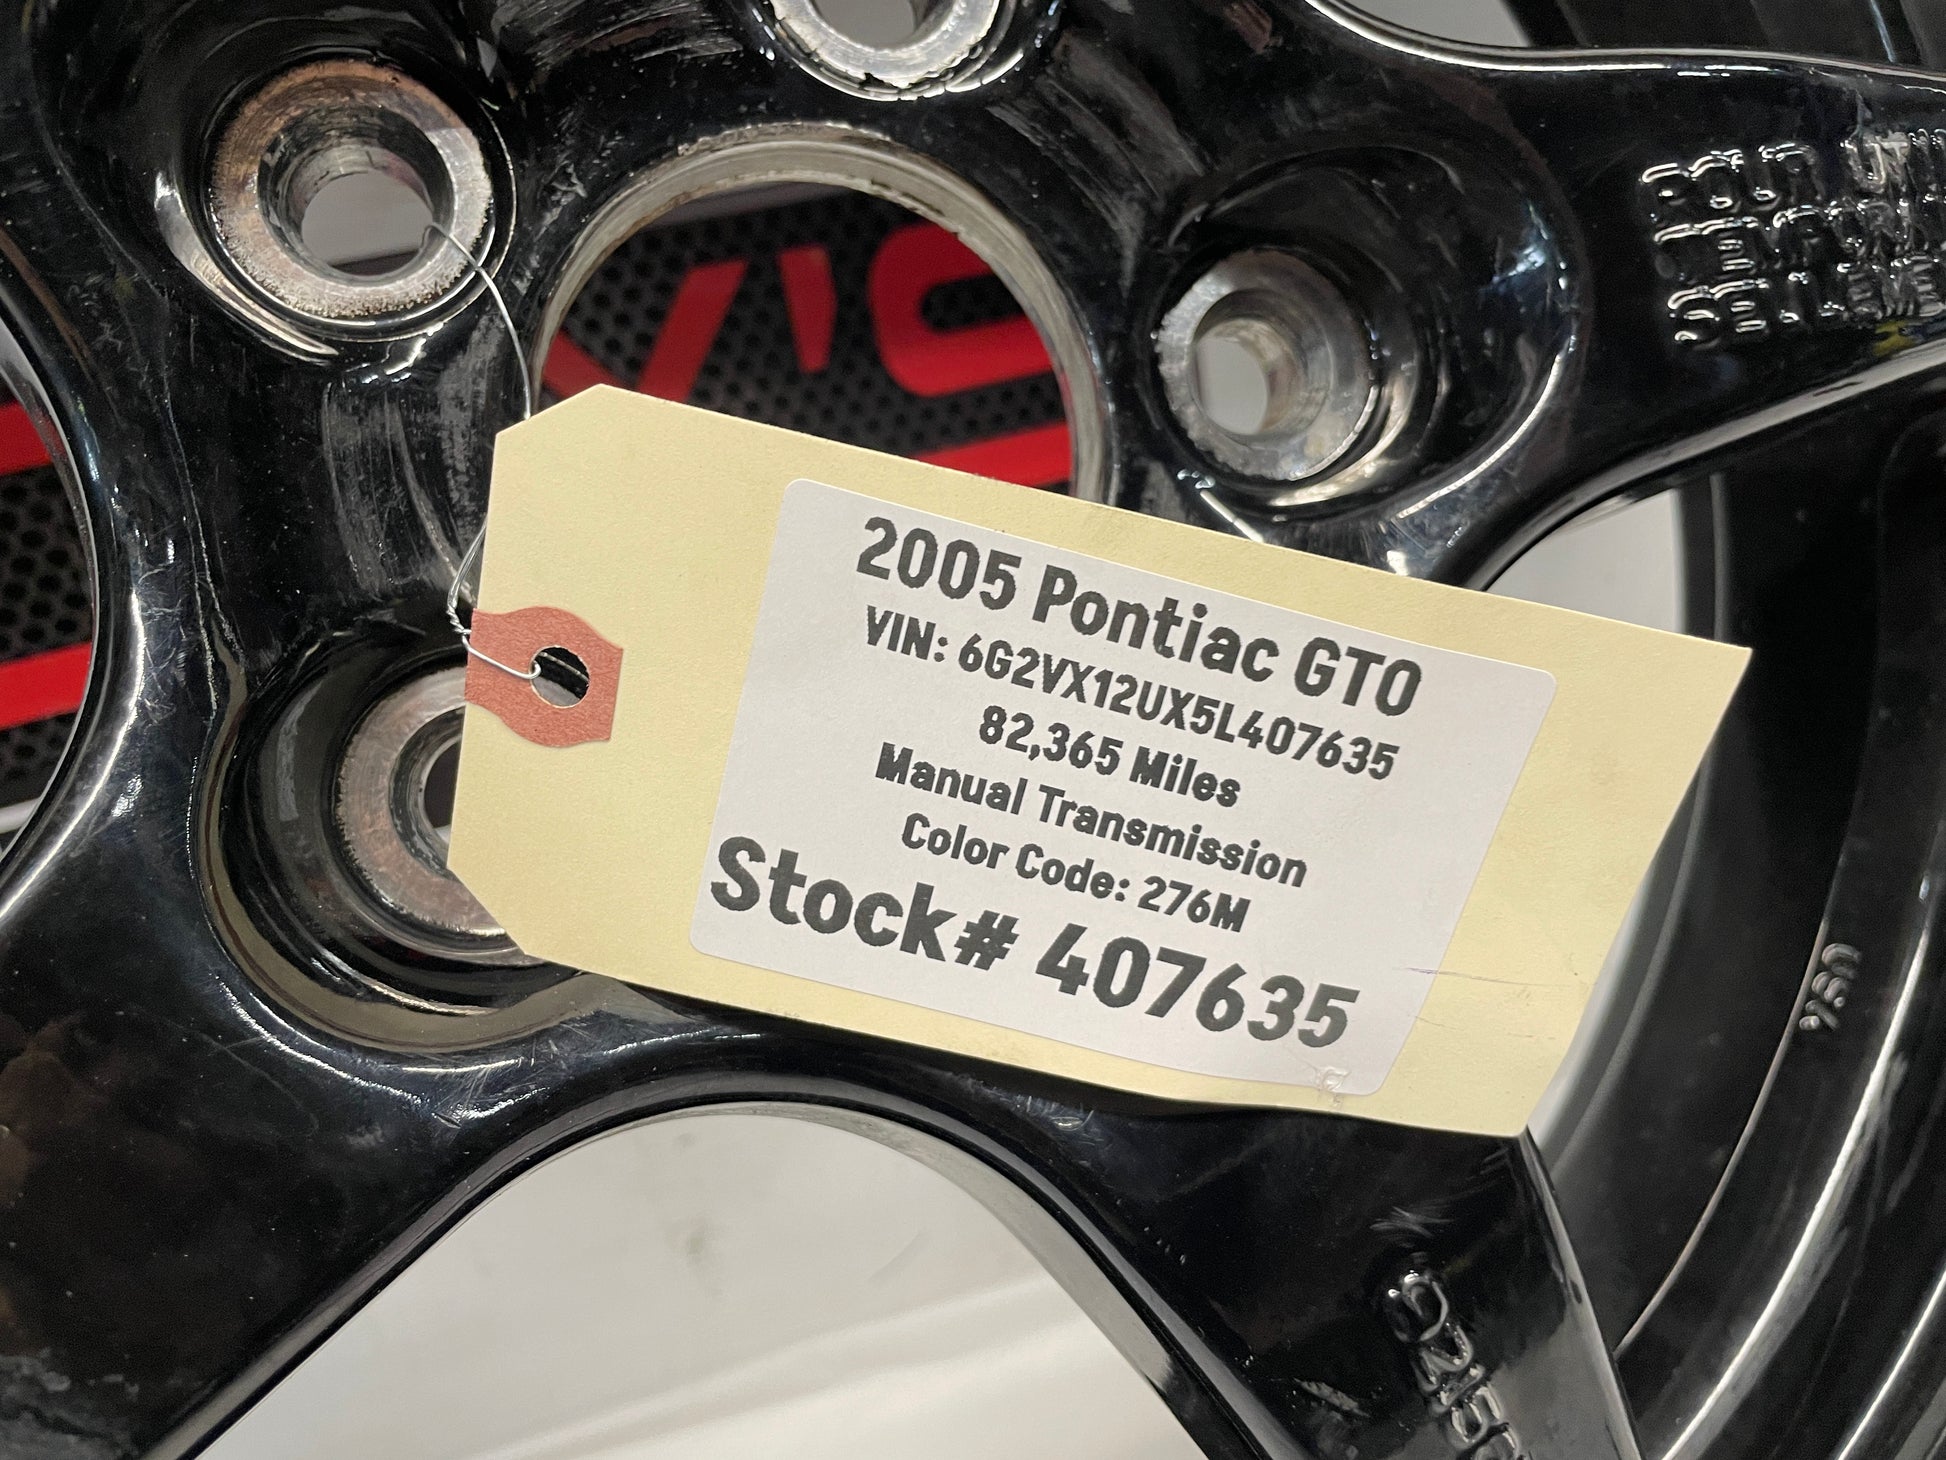 2005 Pontiac GTO
VIN: 6G2VX12UX5L407635
82,365 Miles
Manual Transmission
Color Code: 276M
Stock# 407635